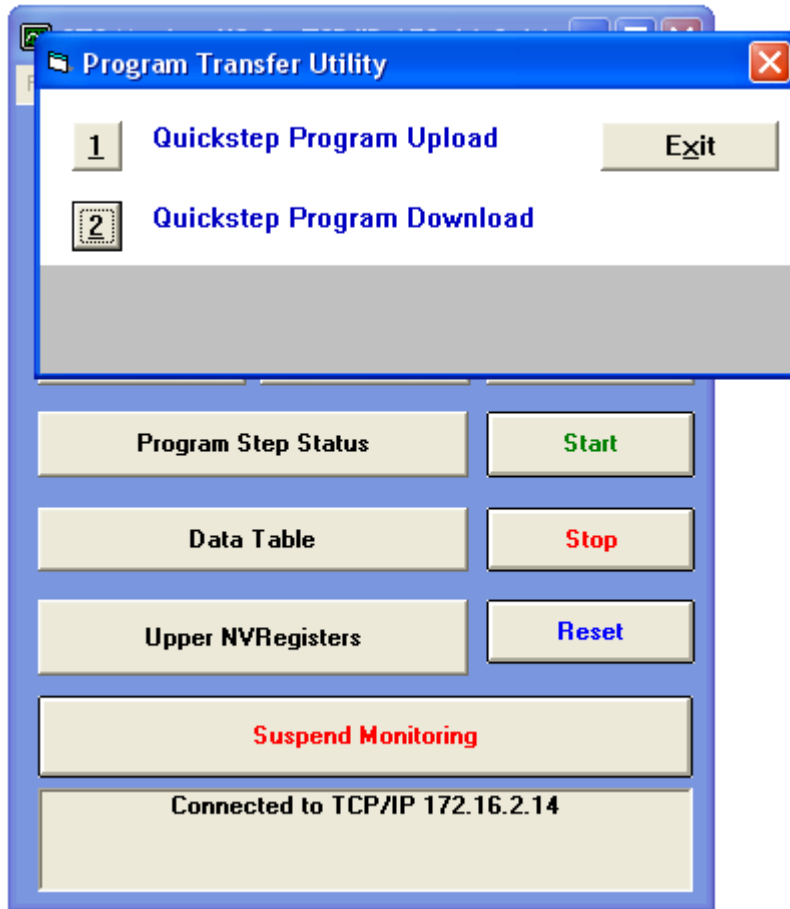 Program Transfer Utility
1 Quickstep Program Upload Exit
2 Quickstep Program Download
Program Step Status Start
Data Table Stop
Upper NVRegisters Reset
Suspend Monitoring
Connected to TCP/IP 172.16.2.14